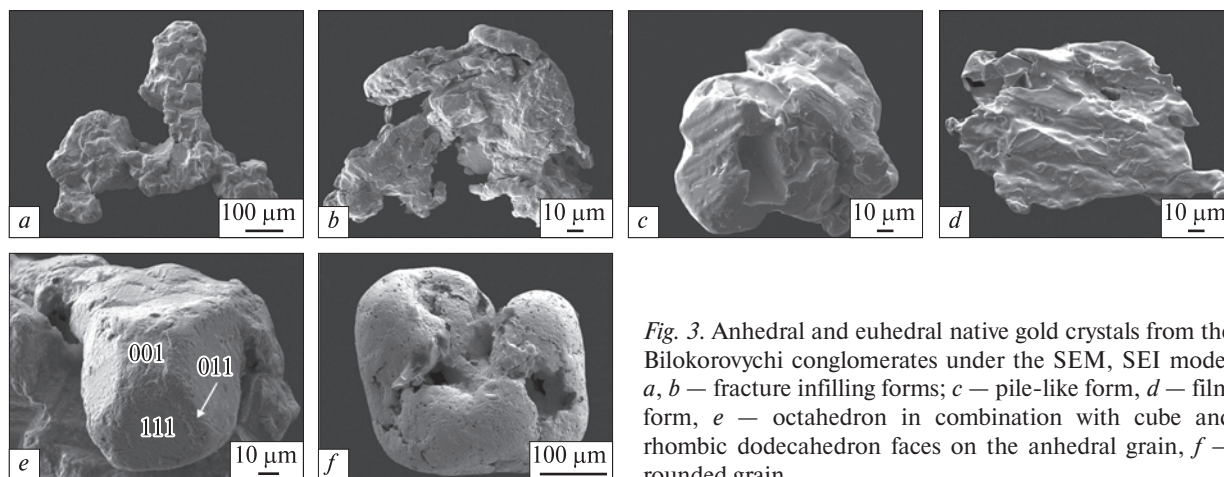 a
100 µm
b
10 µm
c
10 µm
d
10 µm
001
011
111
e
10 µm
f
100 µm
Fig. 3. Anhedral and euhedral native gold crystals from the
Bilokorovychi conglomerates under the SEM, SEI mode
a, b — fracture infilling forms; c — pile-like form, d — film
form, e — octahedron in combination with cube and
rhombic dodecahedron faces on the anhedral grain, f —
rounded grain